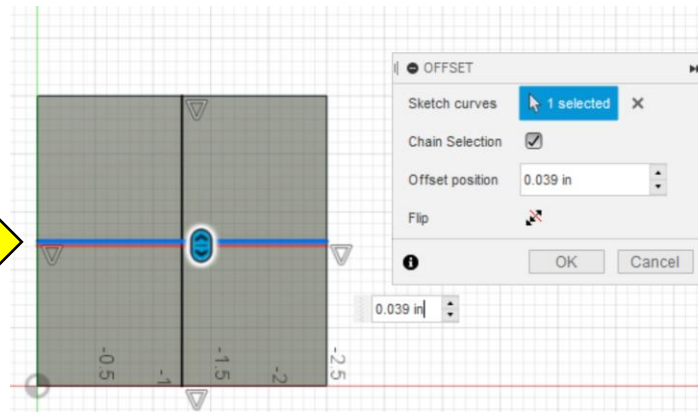 OFFSET
Sketch curves 1 selected
Chain Selection
Offset position 0.039 in
Flip
OK Cancel
0.039 in
-0.5 -1 -1.5 -2 -2.5